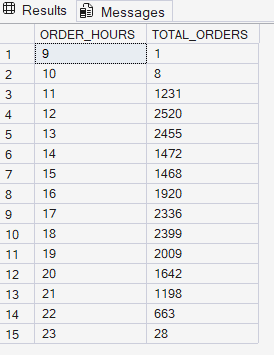 Results Messages
ORDER_HOURS TOTAL_ORDERS
1 9 1
2 10 8
3 11 1231
4 12 2520
5 13 2455
6 14 1472
7 15 1468
8 16 1920
9 17 2336
10 18 2399
11 19 2009
12 20 1642
13 21 1198
14 22 663
15 23 28